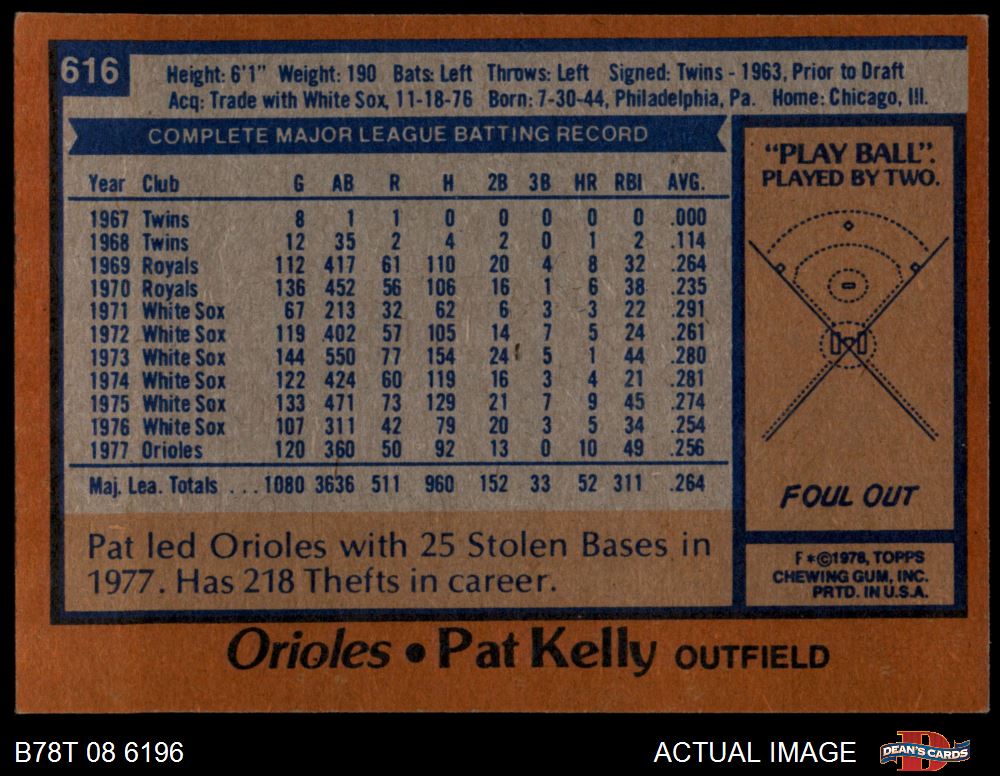 616
Height: 6'1" Weight: 190 Bats: Left Throws: Left Signed: Twins - 1963, Prior to Draft
Acq: Trade with White Sox, 11-18-76 Born: 7-30-44, Philadelphia, Pa. Home: Chicago, Ill.
COMPLETE MAJOR LEAGUE BATTING RECORD
Year Club G AB R H 2B 3B HR RBI AVG.
1967 Twins 8 1 1 0 0 0 0 0 .000
1968 Twins 12 35 2 4 2 0 1 2 .114
1969 Royals 112 417 61 110 20 4 8 32 .264
1970 Royals 136 452 56 106 16 1 6 38 .235
1971 White Sox 67 213 32 62 6 3 3 22 .291
1972 White Sox 119 402 57 105 14 7 5 24 .261
1973 White Sox 144 550 77 154 24 5 1 44 .280
1974 White Sox 122 424 60 119 16 3 4 21 .281
1975 White Sox 133 471 73 129 21 7 9 45 .274
1976 White Sox 107 311 42 79 20 3 5 34 .254
1977 Orioles 120 360 50 92 13 0 10 49 .256
Maj. Lea. Totals ... 1080 3636 511 960 152 33 52 311 .264
Pat led Orioles with 25 Stolen Bases in
1977. Has 218 Thefts in career.
"PLAY BALL".
PLAYED BY TWO.
FOUL OUT
F*©1978, TOPPS
CHEWING GUM, INC.
PRTD. IN U.S.A.
Orioles • Pat Kelly OUTFIELD
B78T 08 6196
ACTUAL IMAGE
DEAN'S CARDS